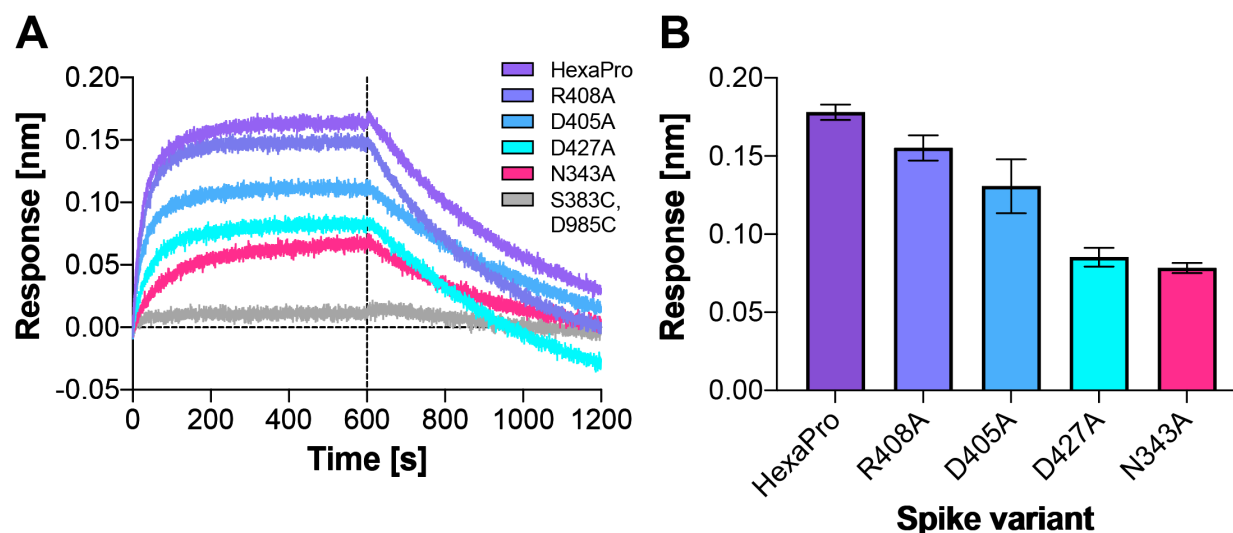 A
Response [nm]
0.20
0.15
0.10
0.05
0.00
-0.05
0
200
400
600
800
1000
1200
Time [s]
HexaPro
R408A
D405A
D427A
N343A
S383C,
D985C
B
Response [nm]
0.20
0.15
0.10
0.05
0.00
HexaPro
R408A
D405A
D427A
N343A
Spike variant